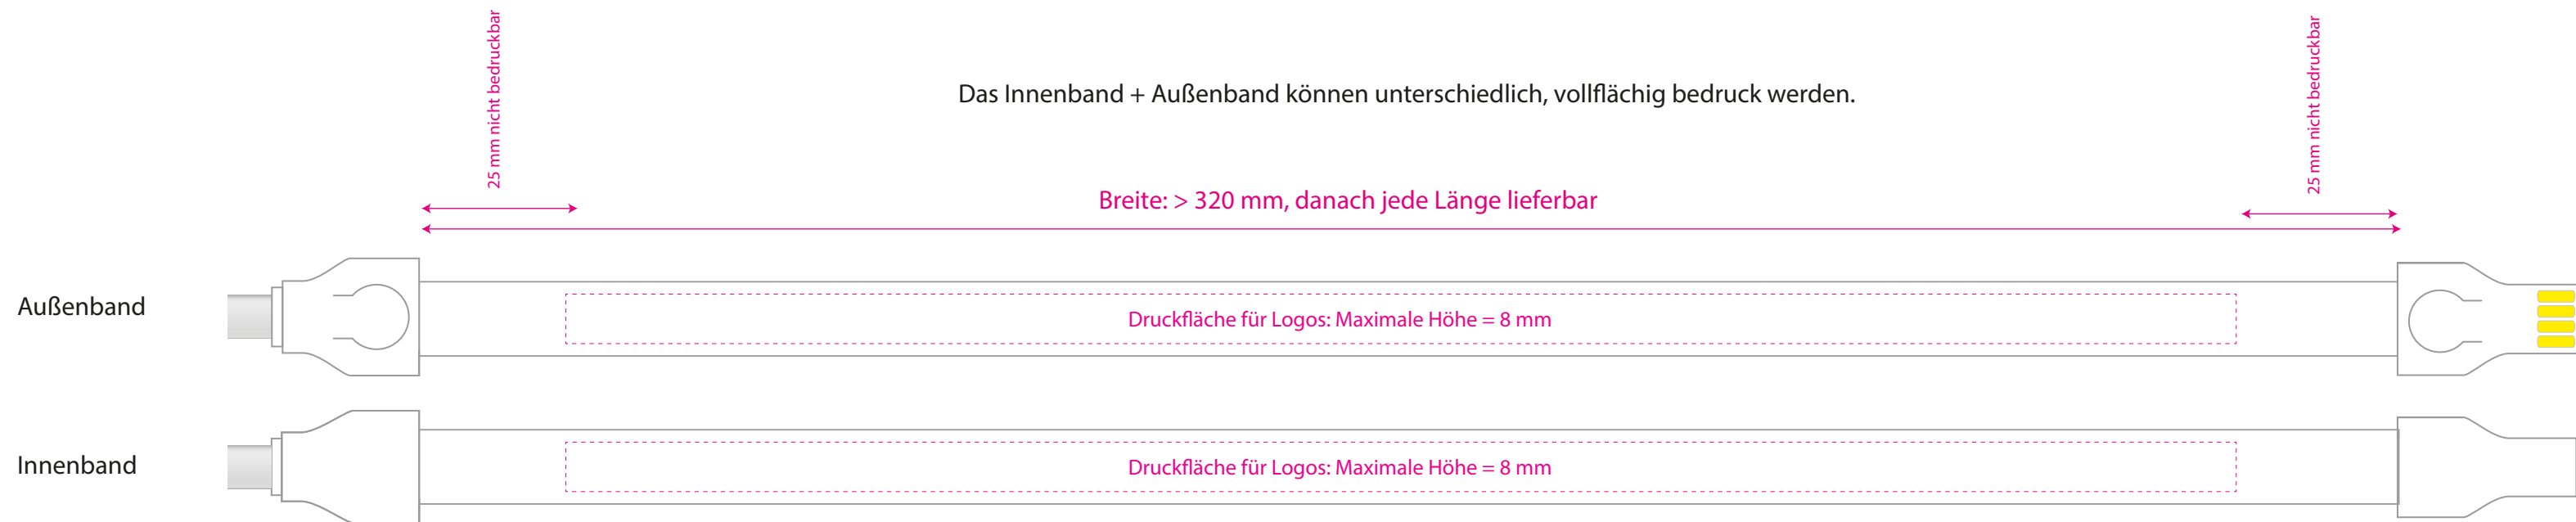 25 mm nicht bedruckbar
25 mm nicht bedruckbar
Das Innenband + Außenband können unterschiedlich, vollflächig bedruck werden.
Breite: > 320 mm, danach jede Länge lieferbar
Außenband
Druckfläche für Logos: Maximale Höhe = 8 mm
Innenband
Druckfläche für Logos: Maximale Höhe = 8 mm